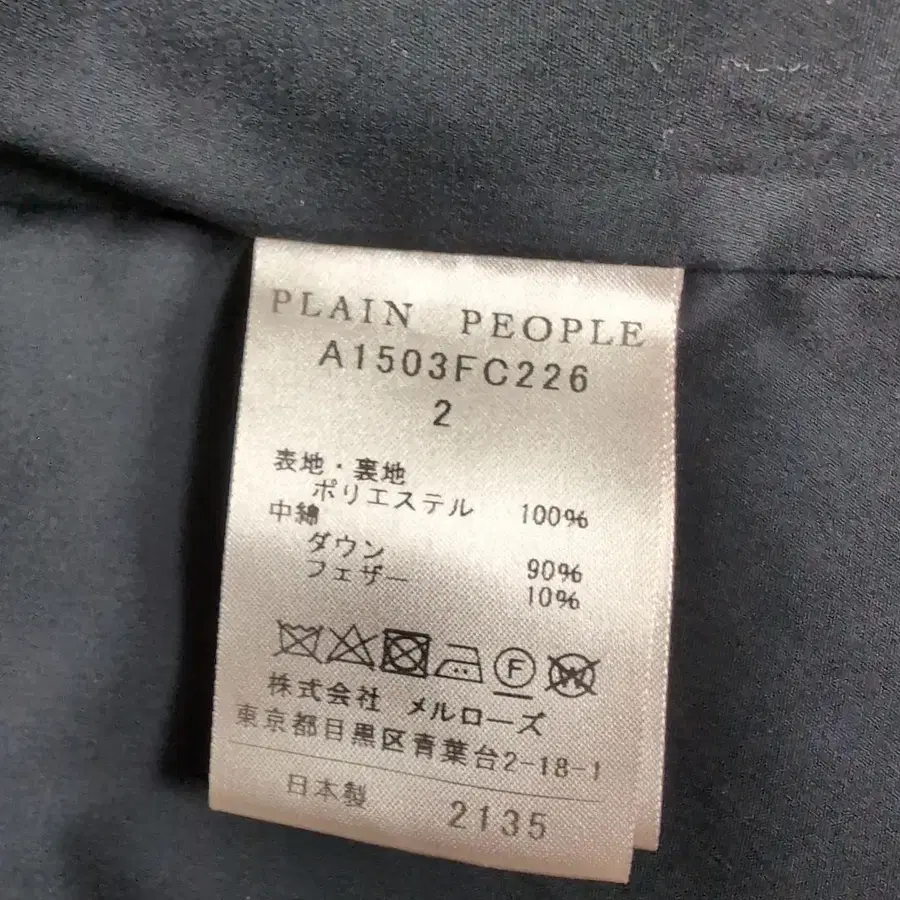 PLAIN PEOPLE
A1503FC226
2
表地・裏地
ポリエステル 100%
中綿
ダウン 90%
フェザー 10%
F W
株式会社 メルローズ
東京都目黒区青葉台2-18-1
日本製 2135